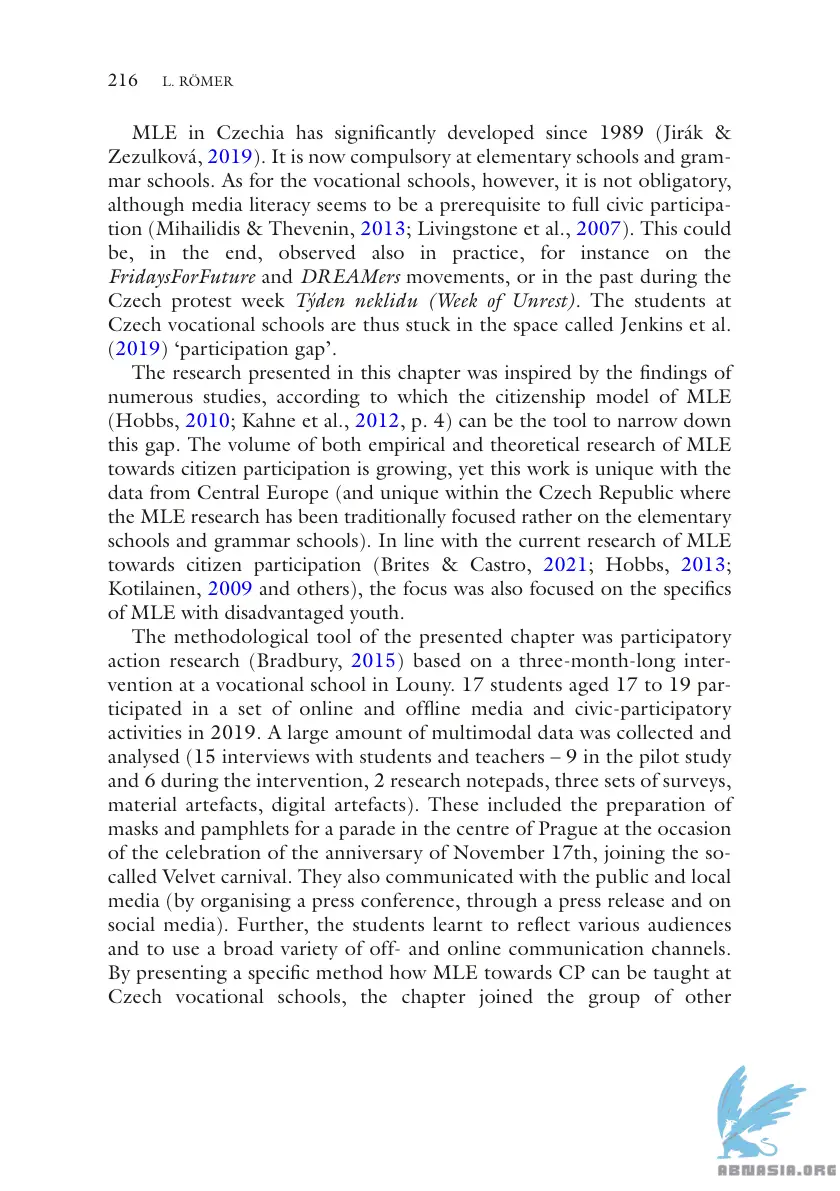 216 L. RÖMER
MLE in Czechia has significantly developed since 1989 (Jirák &
Zezulková, 2019). It is now compulsory at elementary schools and gram-
mar schools. As for the vocational schools, however, it is not obligatory,
although media literacy seems to be a prerequisite to full civic participa-
tion (Mihailidis & Thevenin, 2013; Livingstone et al., 2007). This could
be, in the end, observed also in practice, for instance on the
FridaysForFuture and DREAMers movements, or in the past during the
Czech protest week Týden neklidu (Week of Unrest). The students at
Czech vocational schools are thus stuck in the space called Jenkins et al.
(2019) ‘participation gap’.
The research presented in this chapter was inspired by the findings of
numerous studies, according to which the citizenship model of MLE
(Hobbs, 2010; Kahne et al., 2012, p. 4) can be the tool to narrow down
this gap. The volume of both empirical and theoretical research of MLE
towards citizen participation is growing, yet this work is unique with the
data from Central Europe (and unique within the Czech Republic where
the MLE research has been traditionally focused rather on the elementary
schools and grammar schools). In line with the current research of MLE
towards citizen participation (Brites & Castro, 2021; Hobbs, 2013;
Kotilainen, 2009 and others), the focus was also focused on the specifics
of MLE with disadvantaged youth.
The methodological tool of the presented chapter was participatory
action research (Bradbury, 2015) based on a three-month-long inter-
vention at a vocational school in Louny. 17 students aged 17 to 19 par-
ticipated in a set of online and offline media and civic-participatory
activities in 2019. A large amount of multimodal data was collected and
analysed (15 interviews with students and teachers – 9 in the pilot study
and 6 during the intervention, 2 research notepads, three sets of surveys,
material artefacts, digital artefacts). These included the preparation of
masks and pamphlets for a parade in the centre of Prague at the occasion
of the celebration of the anniversary of November 17th, joining the so-
called Velvet carnival. They also communicated with the public and local
media (by organising a press conference, through a press release and on
social media). Further, the students learnt to reflect various audiences
and to use a broad variety of off- and online communication channels.
By presenting a specific method how MLE towards CP can be taught at
Czech vocational schools, the chapter joined the group of other
ABNASIA.ORG